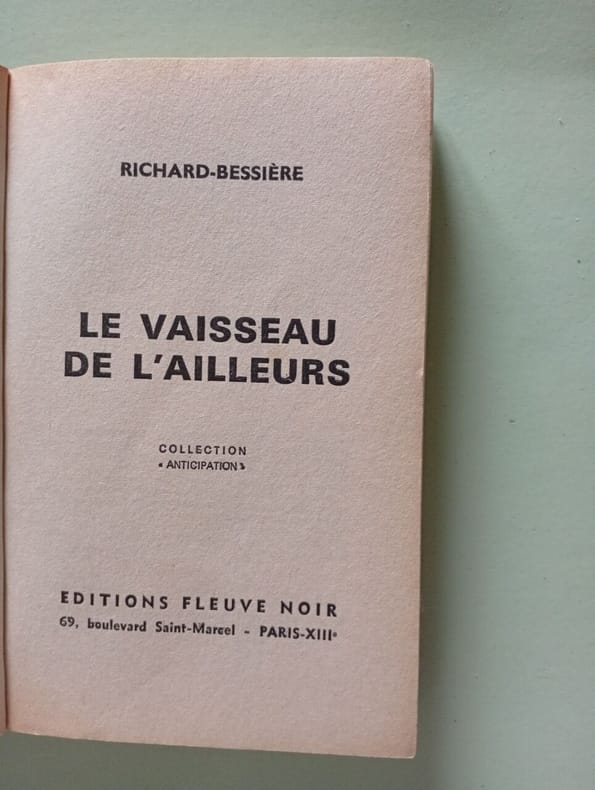 RICHARD-BESSIÈRE
LE VAISSEAU
DE L'AILLEURS
COLLECTION
« ANTICIPATION »
EDITIONS FLEUVE NOIR
69, boulevard Saint-Marcel - PARIS-XIIIᵉ